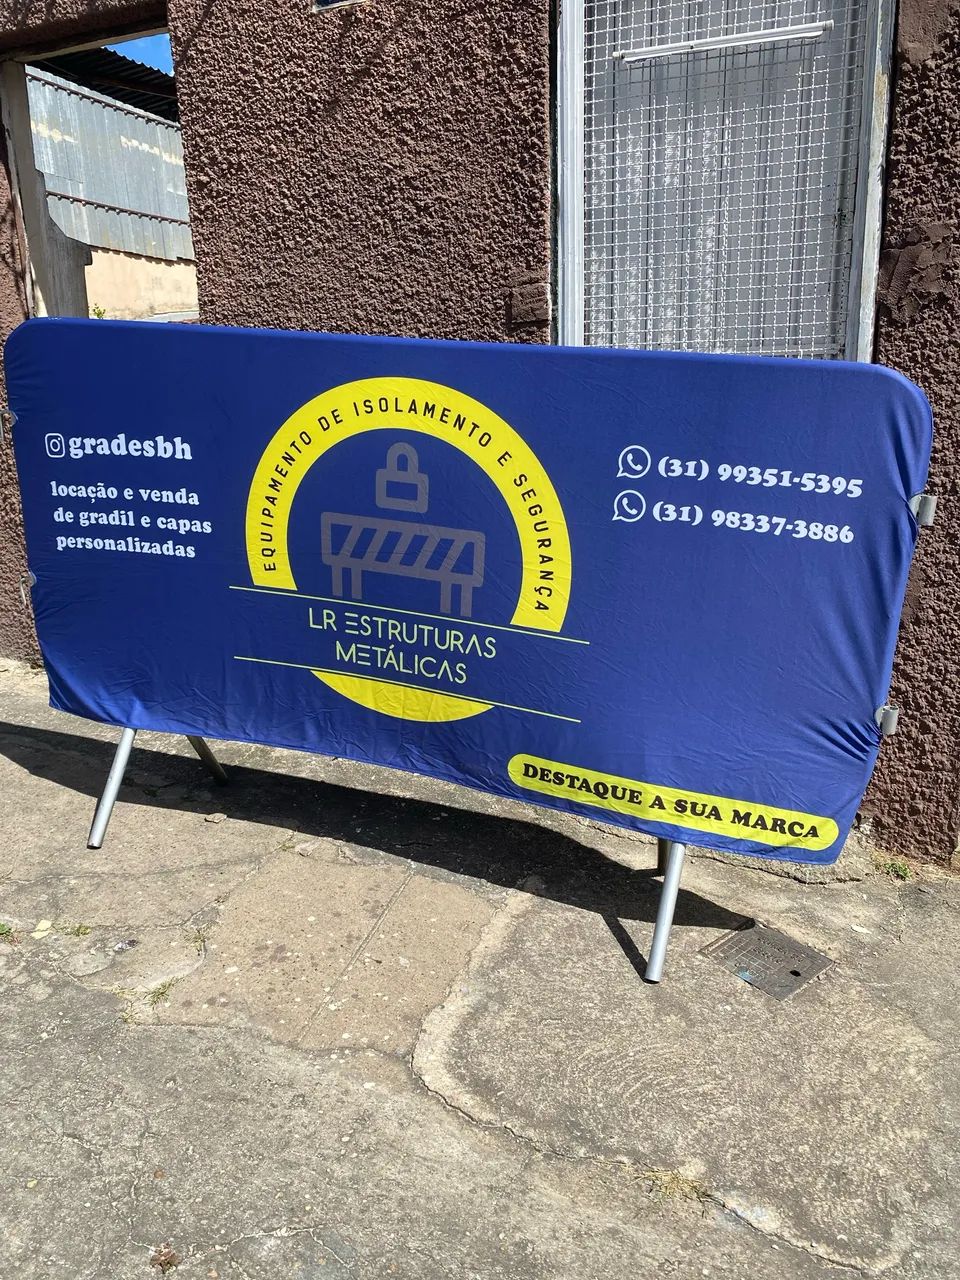 gradesbh
locação e venda
de gradil e capas
personalizadas
EQUIPAMENTO DE ISOLAMENTO E SEGURANÇA
LR ESTRUTURAS
METÁLICAS
(31) 99351-5395
(31) 98337-3886
DESTAQUE A SUA MARCA